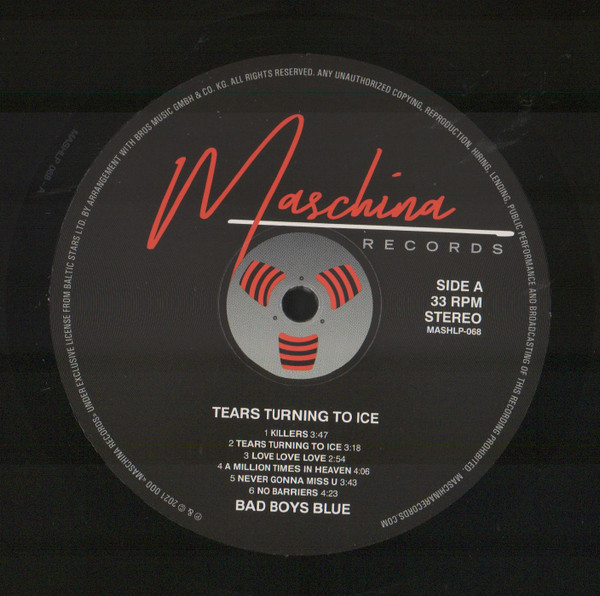 Maschina
RECORDS
SIDE A
33 RPM
STEREO
MASHLP-068
TEARS TURNING TO ICE
1 KILLERS 3:47
2 TEARS TURNING TO ICE 3:18
3 LOVE LOVE LOVE 2:54
4 A MILLION TIMES IN HEAVEN 4:06
5 NEVER GONNA MISS U 3:43
6 NO BARRIERS 4:23
BAD BOYS BLUE
℗ & © 2021 ООО «MASCHINA RECORDS» UNDER EXCLUSIVE LICENSE FROM BALTIC STARS LTD. BY ARRANGEMENT WITH BROS MUSIC GMBH & CO. KG. ALL RIGHTS RESERVED. ANY UNAUTHORIZED COPYING, REPRODUCTION, HIRING, LENDING, PUBLIC PERFORMANCE AND BROADCASTING OF THIS RECORDING PROHIBITED. MASCHINARECORDS.COM